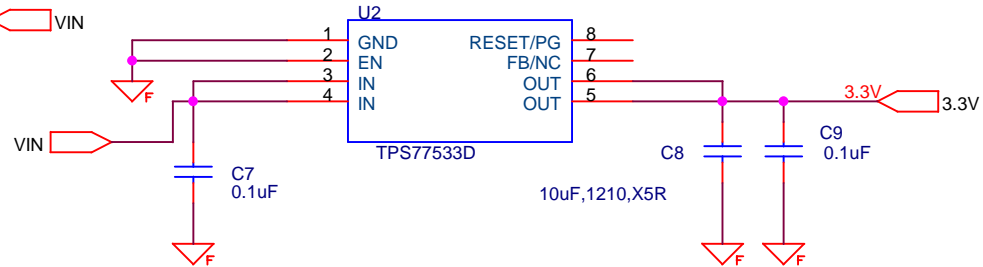 VIN
U2
1 GND RESET/PG 8
2 EN FB/NC 7
3 IN OUT 6
4 IN OUT 5
F
3.3V
3.3V
VIN
TPS77533D
C7
0.1uF
C8
C9
0.1uF
10uF,1210,X5R
F
F
F